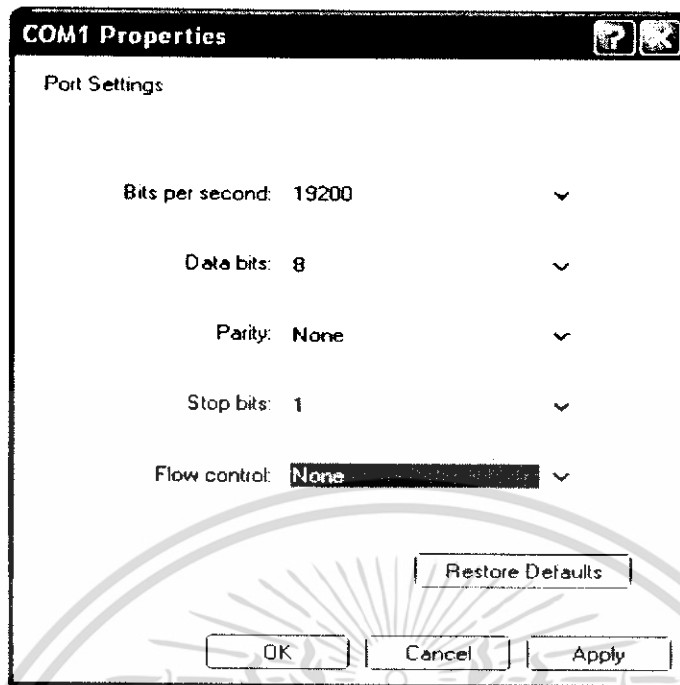 COM1 Properties
Port Settings
Bits per second: 19200
Data bits: 8
Parity: None
Stop bits: 1
Flow control: None
Restore Defaults
OK Cancel Apply